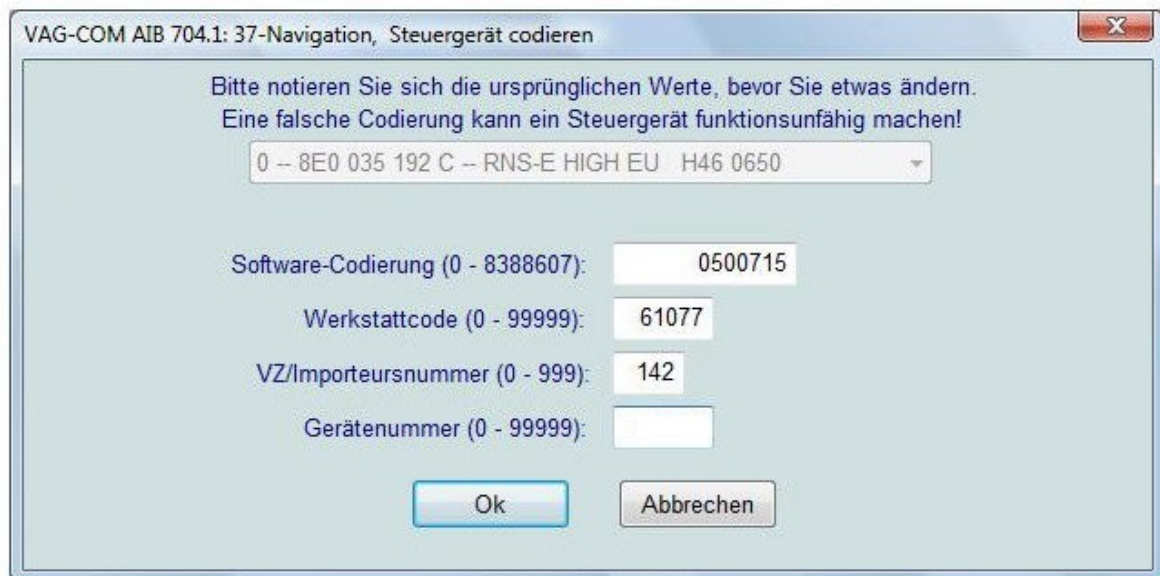 VAG-COM AIB 704.1: 37-Navigation, Steuergerät codieren
Bitte notieren Sie sich die ursprünglichen Werte, bevor Sie etwas ändern.
Eine falsche Codierung kann ein Steuergerät funktionsunfähig machen!
0 -- 8E0 035 192 C -- RNS-E HIGH EU H46 0650
Software-Codierung (0 - 8388607): 0500715
Werkstattcode (0 - 99999): 61077
VZ/Importeursnummer (0 - 999): 142
Gerätenummer (0 - 99999):
Ok Abbrechen